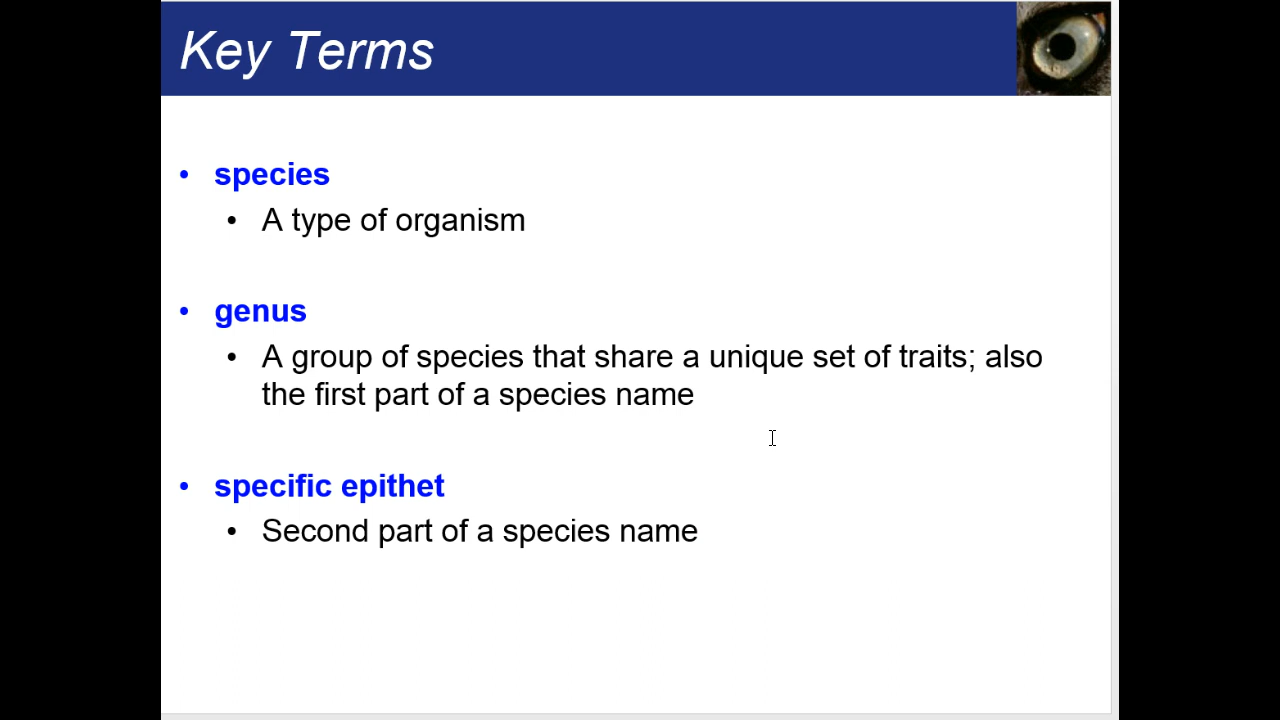 Key Terms
• species
• A type of organism
• genus
• A group of species that share a unique set of traits; also
the first part of a species name
• specific epithet
• Second part of a species name